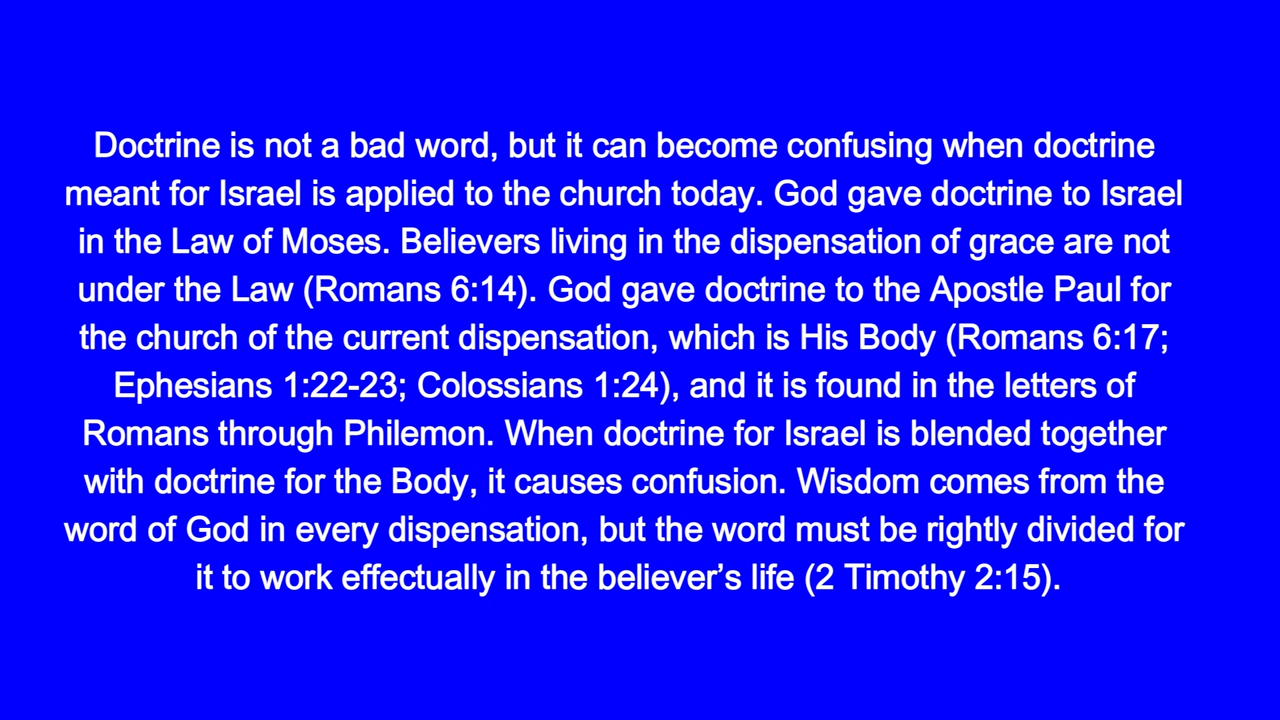 Doctrine is not a bad word, but it can become confusing when doctrine
meant for Israel is applied to the church today. God gave doctrine to Israel
in the Law of Moses. Believers living in the dispensation of grace are not
under the Law (Romans 6:14). God gave doctrine to the Apostle Paul for
the church of the current dispensation, which is His Body (Romans 6:17;
Ephesians 1:22-23; Colossians 1:24), and it is found in the letters of
Romans through Philemon. When doctrine for Israel is blended together
with doctrine for the Body, it causes confusion. Wisdom comes from the
word of God in every dispensation, but the word must be rightly divided for
it to work effectually in the believer’s life (2 Timothy 2:15).